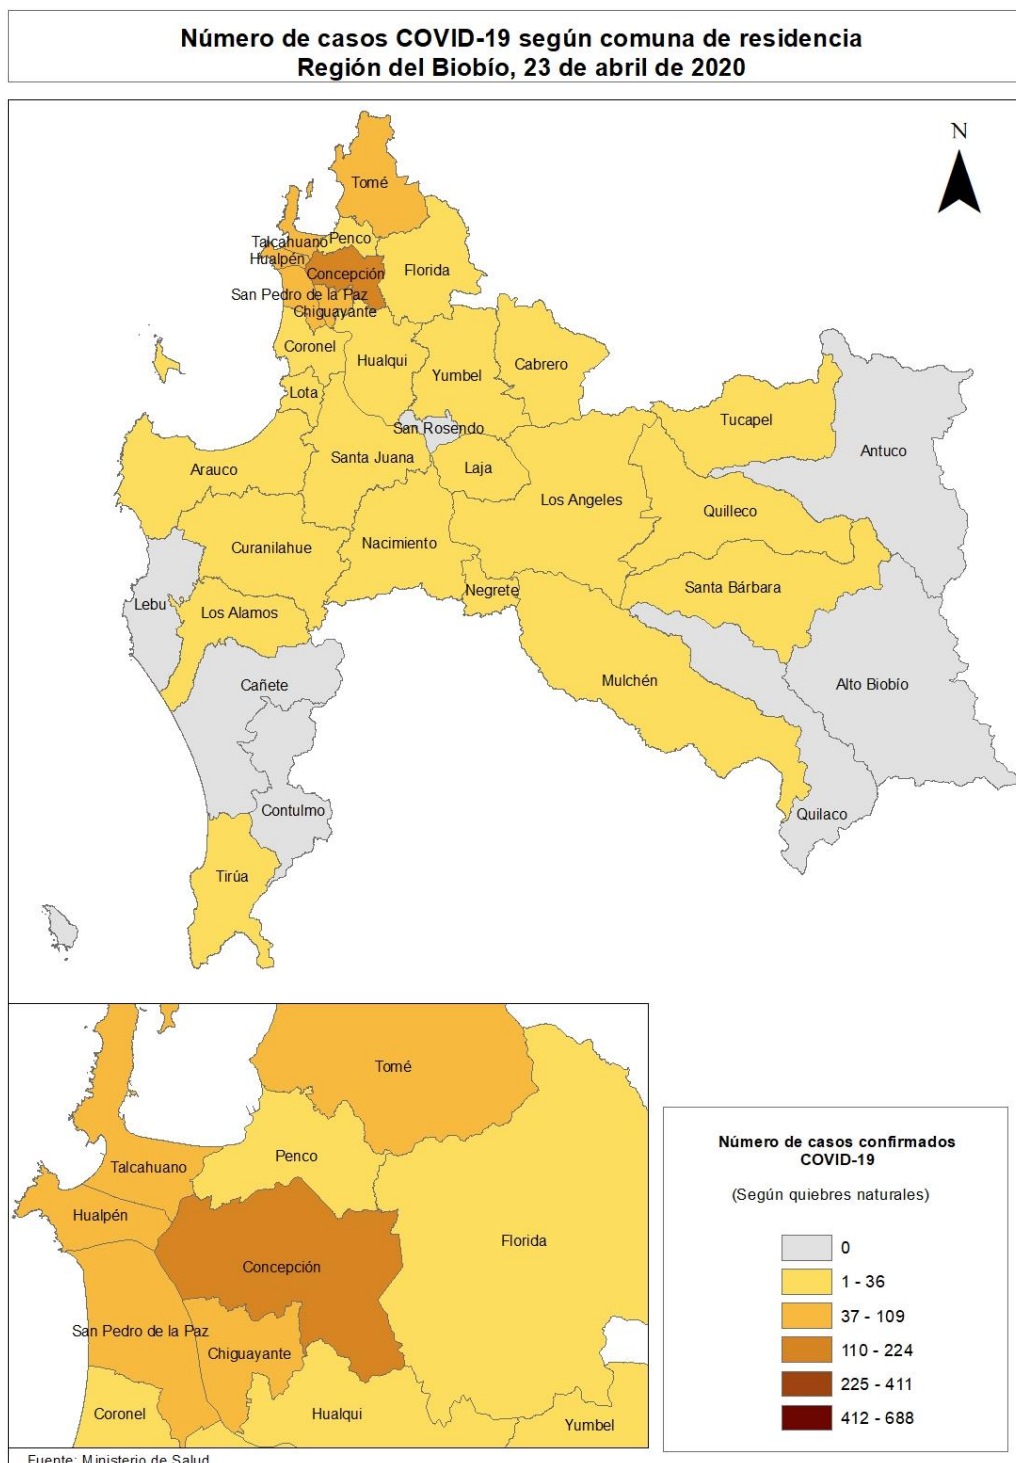 Número de casos COVID-19 según comuna de residencia
Región del Biobío, 23 de abril de 2020
N
Tomé
Talcahuano
Penco
Hualpén
Concepción
Florida
San Pedro de la Paz
Chiguayante
Coronel
Hualqui
Yumbel
Cabrero
Lota
San Rosendo
Tucapel
Antuco
Arauco
Santa Juana
Laja
Los Angeles
Quilleco
Curanilahue
Nacimiento
Negrete
Santa Bárbara
Lebu
Los Alamos
Cañete
Mulchén
Alto Biobío
Contulmo
Quilaco
Tirúa
Tomé
Talcahuano
Penco
Hualpén
Florida
Concepción
San Pedro de la Paz
Chiguayante
Coronel
Hualqui
Yumbel
Número de casos confirmados
COVID-19
(Según quiebres naturales)
0
1 - 36
37 - 109
110 - 224
225 - 411
412 - 688
Fuente: Ministerio de Salud